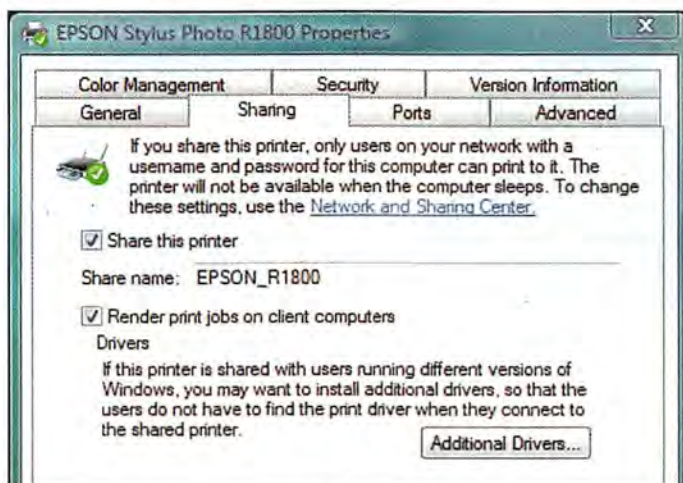 EPSON Stylus Photo R1800 Properties
Color Management Security Version Information
General Sharing Ports Advanced
If you share this printer, only users on your network with a
username and password for this computer can print to it. The
printer will not be available when the computer sleeps. To change
these settings, use the Network and Sharing Center.
Share this printer
Share name: EPSON_R1800
Render print jobs on client computers
Drivers
If this printer is shared with users running different versions of
Windows, you may want to install additional drivers, so that the
users do not have to find the print driver when they connect to
the shared printer.
Additional Drivers...